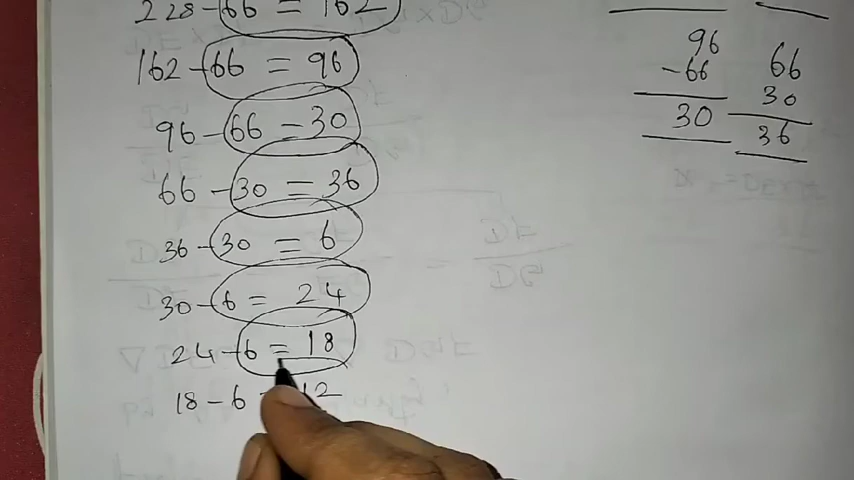 228-66 = 162
162-66 = 96
96-66 = 30
66-30 = 36
36-30 = 6
30-6 = 24
24-6 = 18
18-6 = 12
96
-66
30
66
30
36